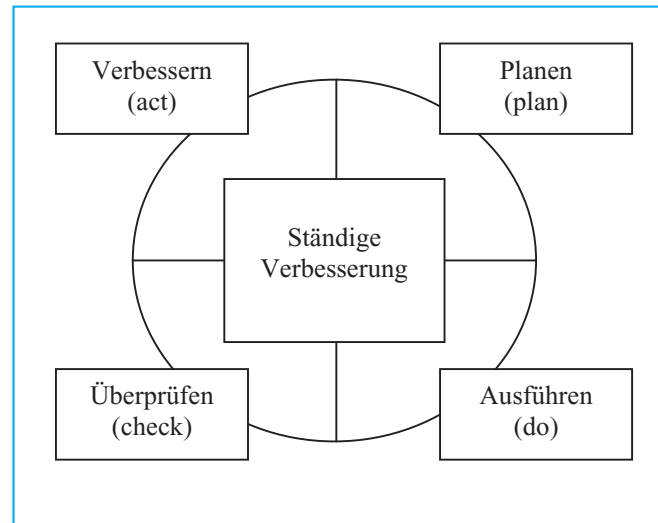 Verbessern
(act)
Planen
(plan)
Ständige
Verbesserung
Überprüfen
(check)
Ausführen
(do)